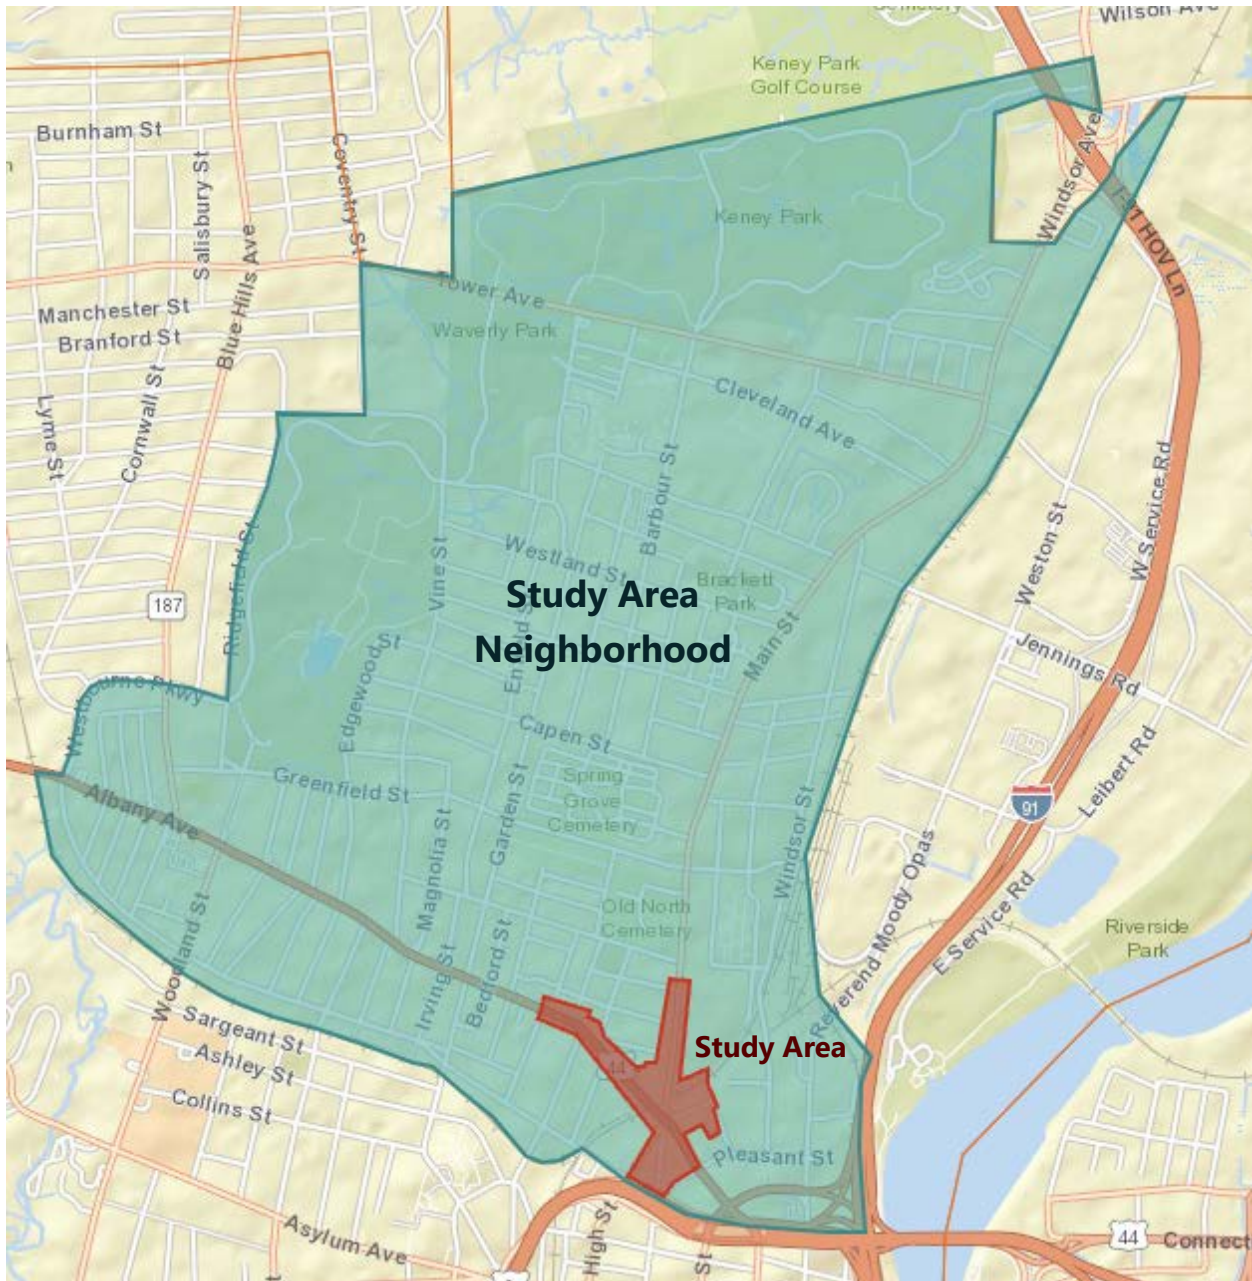 Wilson Ave
Keney Park
Golf Course
Burnham St
Coventry St
Salisbury St
Windsor Ave
Keney Park
I-91 HOV Ln
Blue Hills Ave
Tower Ave
Manchester St
Waverly Park
Branford St
Cleveland Ave
Lyme St
Cornwall St
Barbour St
W Service Rd
Weston St
Ridgefield St
Vine St
Westland St
Brackett
Park
187
Study Area
Neighborhood
Main St
Jennings Rd
Edgewood St
Westbourne Pkwy
Capen St
Greenfield St
Spring
Grove
Cemetery
Leibert Rd
91
Albany Ave
Garden St
Magnolia St
Windsor St
Reverend Moody Opas
E Service Rd
Old North
Cemetery
Riverside
Park
Woodland St
Irving St
Bedford St
Sargeant St
Study Area
Ashley St
44
Collins St
Pleasant St
Asylum Ave
High St
St
44
Connect